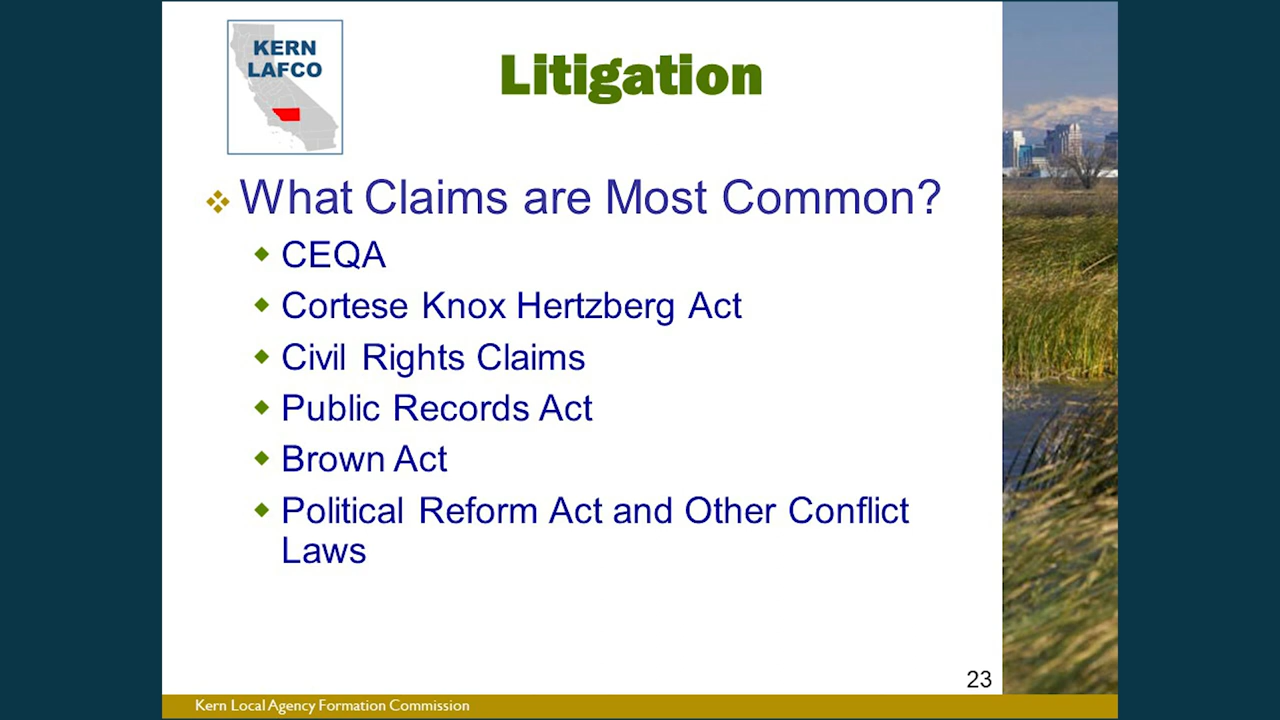 KERN
LAFCO
Litigation
What Claims are Most Common?
CEQA
Cortese Knox Hertzberg Act
Civil Rights Claims
Public Records Act
Brown Act
Political Reform Act and Other Conflict
Laws
23
Kern Local Agency Formation Commission